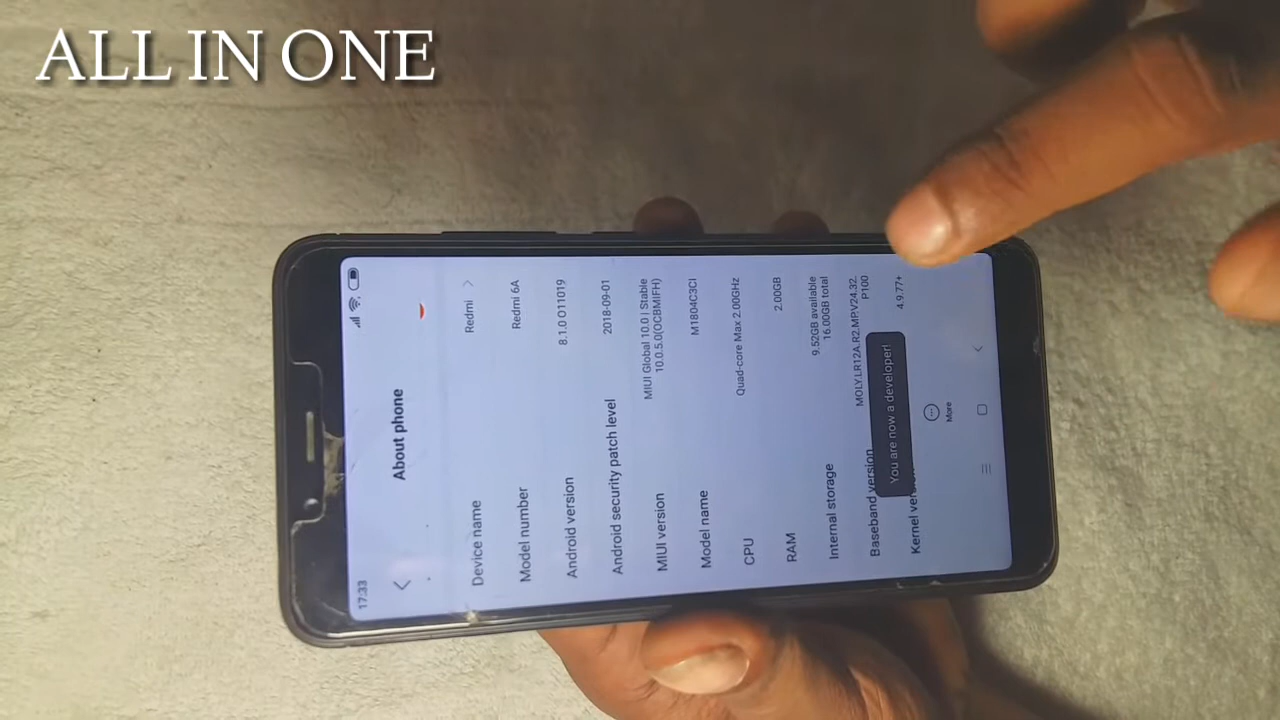 ALL IN ONE
17:33
About phone
Device name Redmi
Model number Redmi 6A
Android version 8.1.0 O11019
Android security patch level 2018-09-01
MIUI version MIUI Global 10.0 | Stable
10.0.5.0(OCBMIFH)
Model name M1804C3CI
CPU Quad-core Max 2.00GHz
RAM 2.00GB
Internal storage 9.52GB available
16.00GB total
Baseband version MOLY.LR12A.R2.MP.V24.32.
P100
You are now a developer!
Kernel 4.9.77+
More